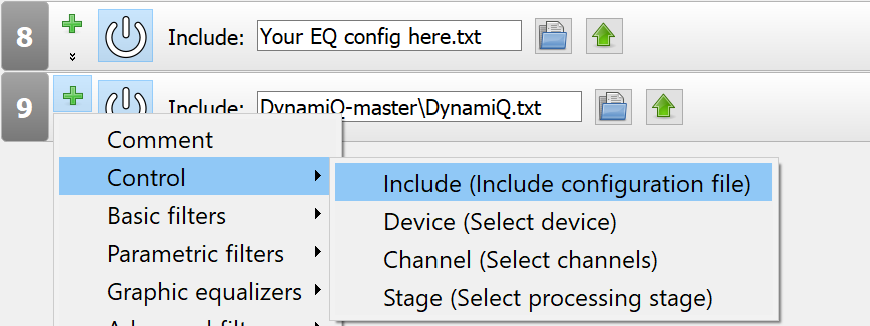 8 Include: Your EQ config here.txt
9 Include: DynamiQ-master\DynamiQ.txt
Comment
Control
Include (Include configuration file)
Basic filters
Device (Select device)
Parametric filters
Channel (Select channels)
Graphic equalizers
Stage (Select processing stage)